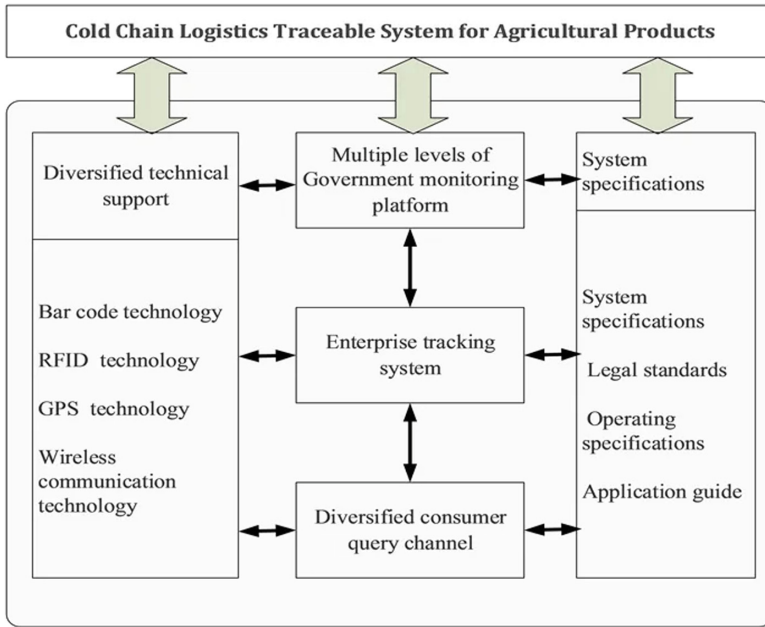 Cold Chain Logistics Traceable System for Agricultural Products
Diversified technical
support
Bar code technology
RFID technology
GPS technology
Wireless
communication
technology
Multiple levels of
Government monitoring
platform
Enterprise tracking
system
Diversified consumer
query channel
System
specifications
System
specifications
Legal standards
Operating
specifications
Application guide